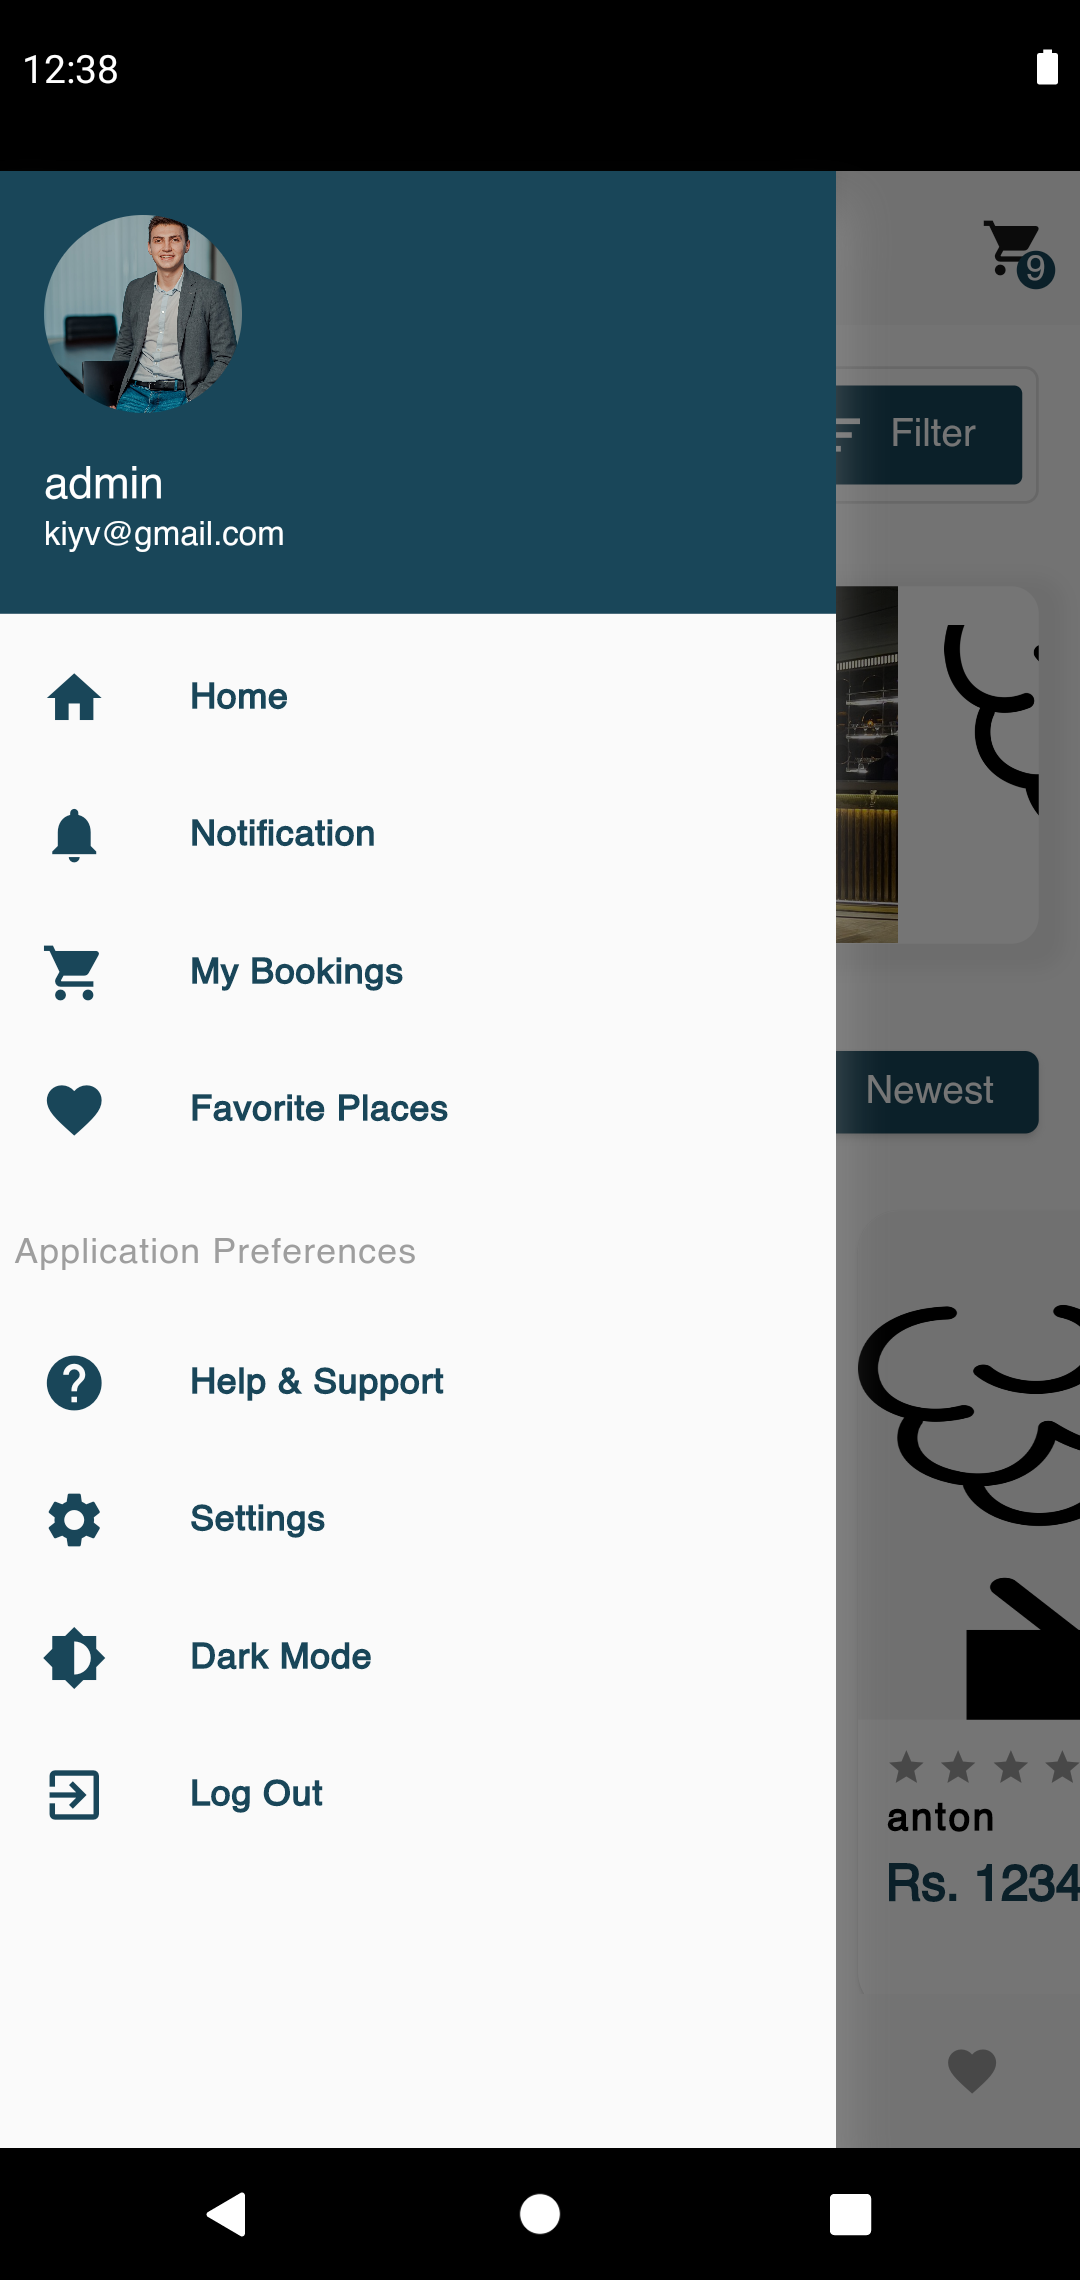 12:38
9
Filter
admin
kiyv@gmail.com
Home
Notification
My Bookings
Favorite Places
Newest
Application Preferences
Help & Support
Settings
Dark Mode
Log Out
anton
Rs. 1234